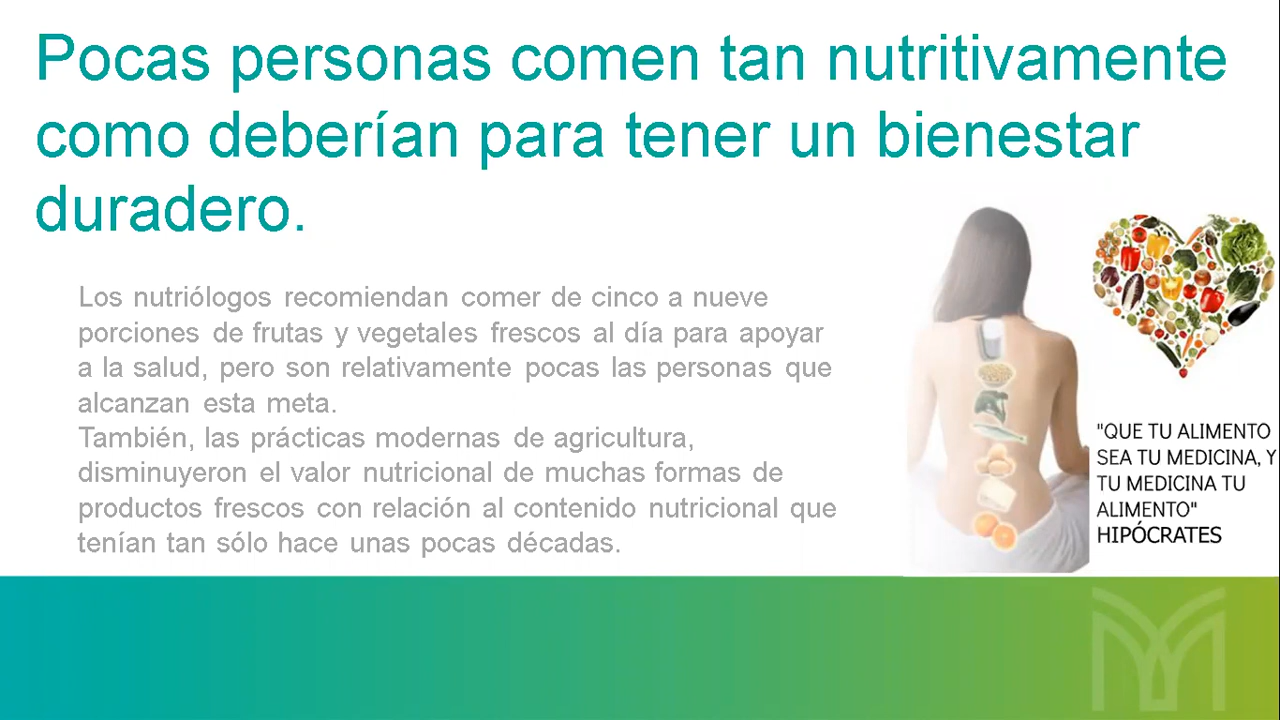 Pocas personas comen tan nutritivamente
como deberían para tener un bienestar
duradero.
Los nutriólogos recomiendan comer de cinco a nueve
porciones de frutas y vegetales frescos al día para apoyar
a la salud, pero son relativamente pocas las personas que
alcanzan esta meta.
También, las prácticas modernas de agricultura,
disminuyeron el valor nutricional de muchas formas de
productos frescos con relación al contenido nutricional que
tenían tan sólo hace unas pocas décadas.
"QUE TU ALIMENTO
SEA TU MEDICINA, Y
TU MEDICINA TU
ALIMENTO"
HIPÓCRATES